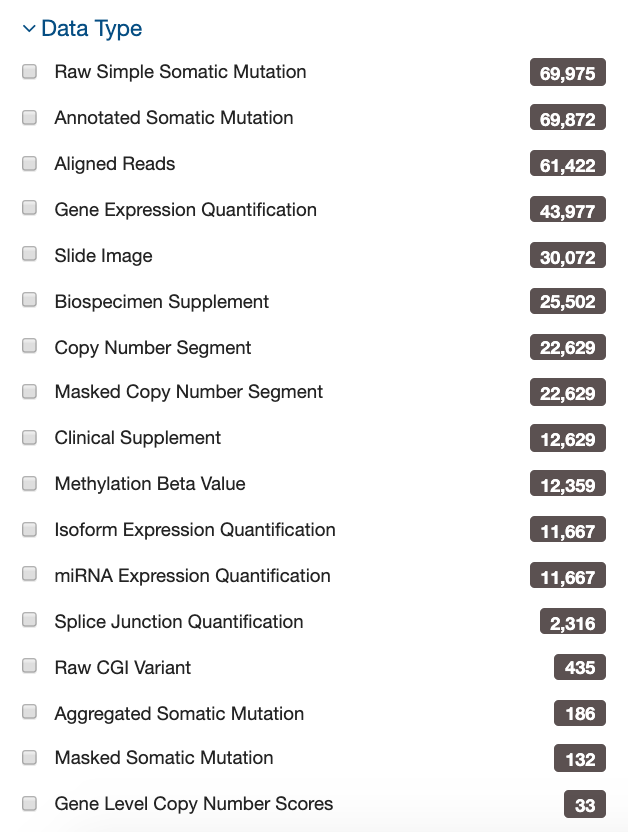 Data Type
Raw Simple Somatic Mutation 69,975
Annotated Somatic Mutation 69,872
Aligned Reads 61,422
Gene Expression Quantification 43,977
Slide Image 30,072
Biospecimen Supplement 25,502
Copy Number Segment 22,629
Masked Copy Number Segment 22,629
Clinical Supplement 12,629
Methylation Beta Value 12,359
Isoform Expression Quantification 11,667
miRNA Expression Quantification 11,667
Splice Junction Quantification 2,316
Raw CGI Variant 435
Aggregated Somatic Mutation 186
Masked Somatic Mutation 132
Gene Level Copy Number Scores 33